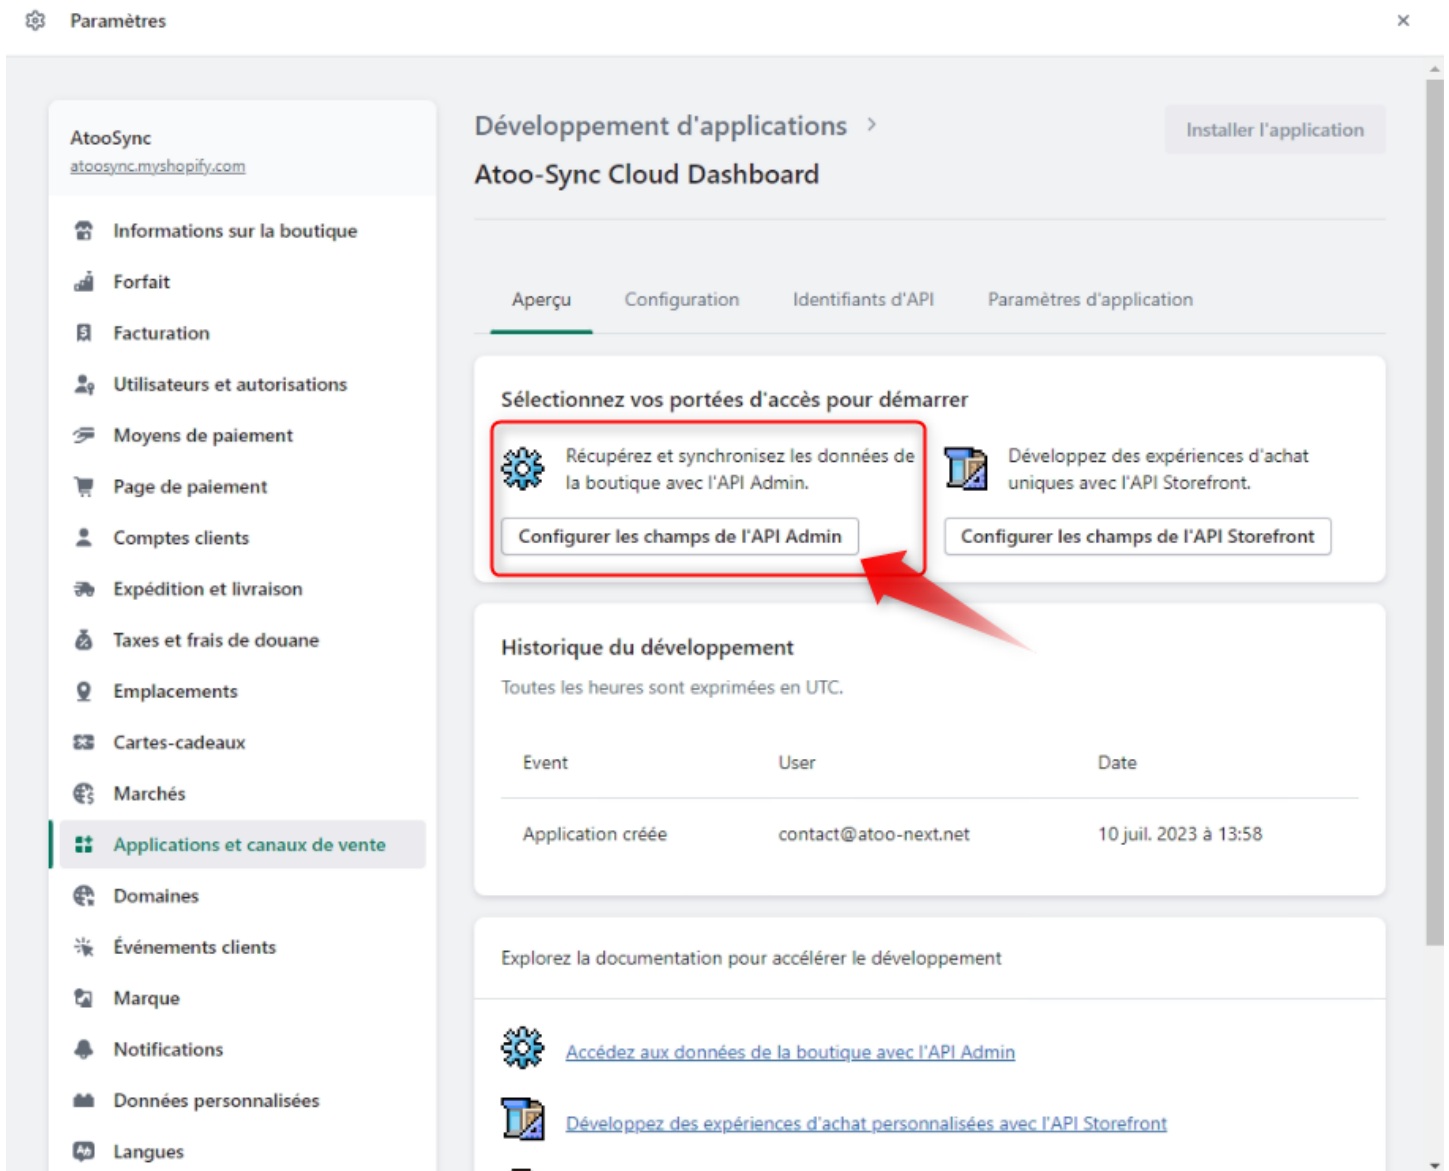 Paramètres
AtooSync
atoosync.myshopify.com
Informations sur la boutique
Forfait
Facturation
Utilisateurs et autorisations
Moyens de paiement
Page de paiement
Comptes clients
Expédition et livraison
Taxes et frais de douane
Emplacements
Cartes-cadeaux
Marchés
Applications et canaux de vente
Domaines
Événements clients
Marque
Notifications
Données personnalisées
Langues
Développement d'applications
Installer l'application
Atoo-Sync Cloud Dashboard
Aperçu Configuration Identifiants d'API Paramètres d'application
Sélectionnez vos portées d'accès pour démarrer
Récupérez et synchronisez les données de
la boutique avec l'API Admin.
Configurer les champs de l'API Admin
Développez des expériences d'achat
uniques avec l'API Storefront.
Configurer les champs de l'API Storefront
Historique du développement
Toutes les heures sont exprimées en UTC.
Event User Date
Application créée contact@atoo-next.net 10 juil. 2023 à 13:58
Explorez la documentation pour accélérer le développement
Accédez aux données de la boutique avec l'API Admin
Développez des expériences d'achat personnalisées avec l'API Storefront